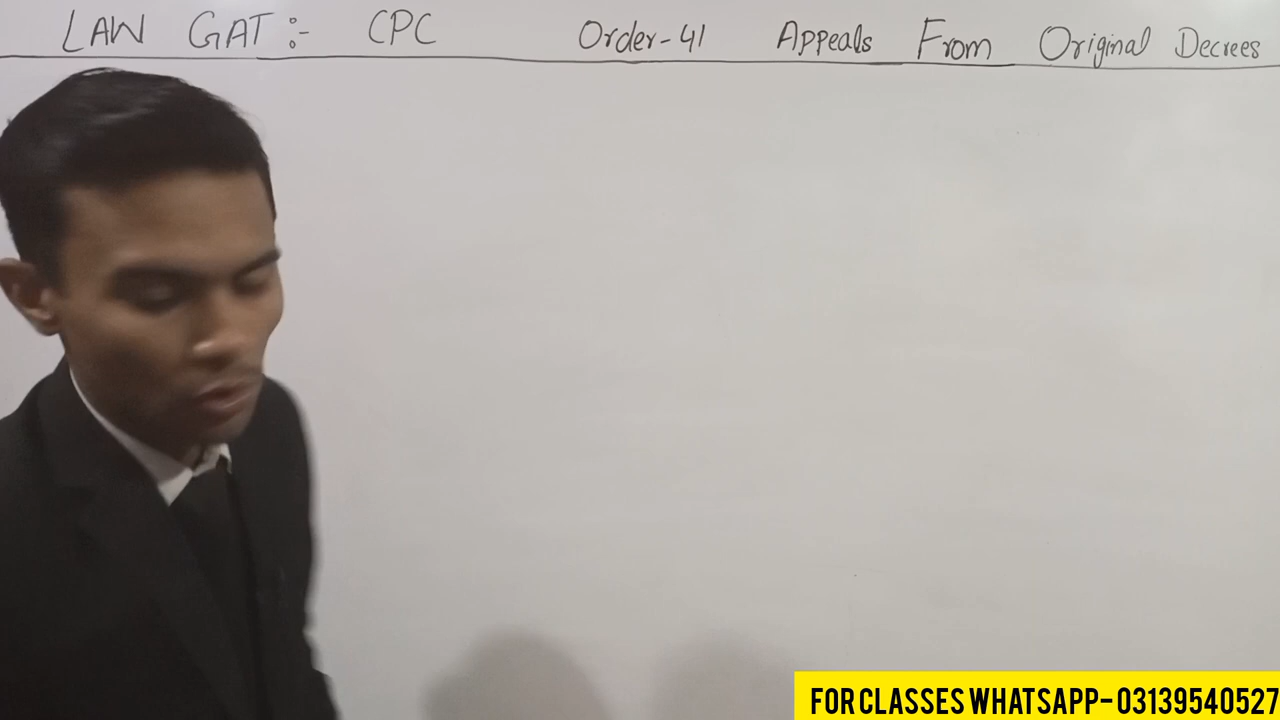 LAW GAT:- CPC Order-41 Appeals From Original Decrees
FOR CLASSES WHATSAPP-03139540527